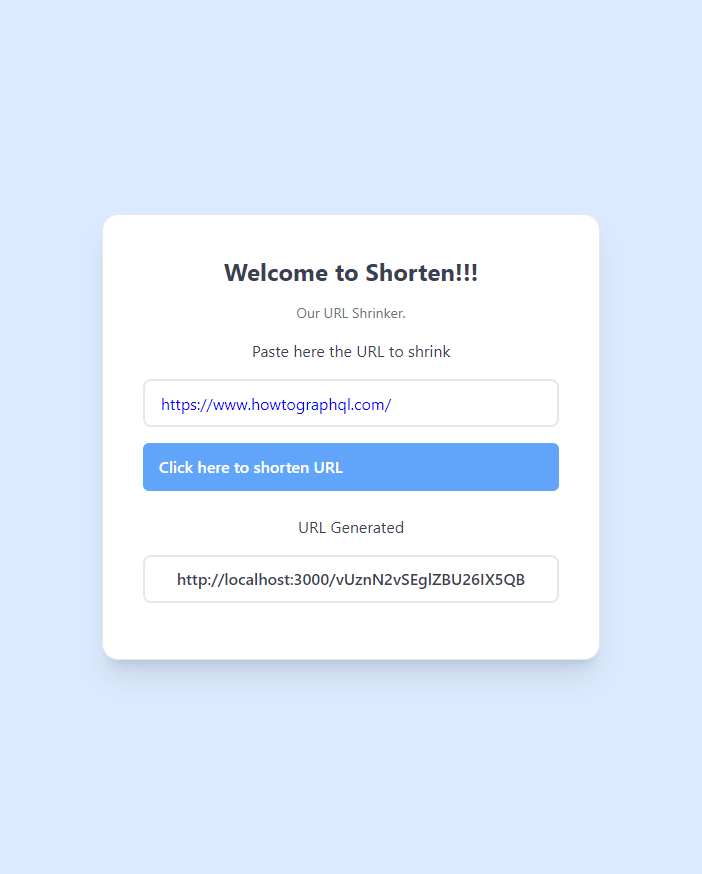 Welcome to Shorten!!!
Our URL Shrinker.
Paste here the URL to shrink
https://www.howtographql.com/
Click here to shorten URL
URL Generated
http://localhost:3000/vUznN2vSEglZBU26IX5QB